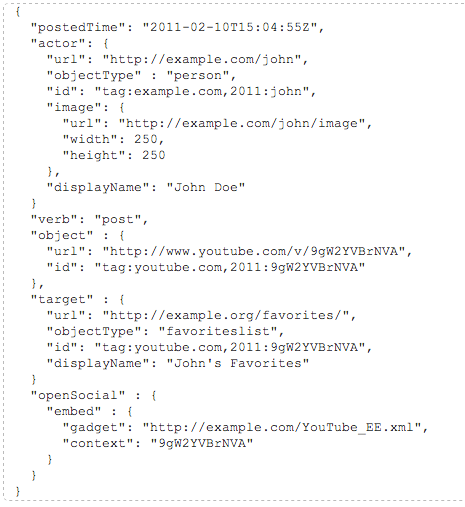 {
  "postedTime": "2011-02-10T15:04:55Z",
  "actor": {
    "url": "http://example.com/john",
    "objectType" : "person",
    "id": "tag:example.com,2011:john",
    "image": {
      "url": "http://example.com/john/image",
      "width": 250,
      "height": 250
    },
    "displayName": "John Doe"
  }
  "verb": "post",
  "object" : {
    "url": "http://www.youtube.com/v/9gW2YVBrNVA",
    "id": "tag:youtube.com,2011:9gW2YVBrNVA"
  },
  "target" : {
    "url": "http://example.org/favorites/",
    "objectType": "favoriteslist",
    "id": "tag:youtube.com,2011:9gW2YVBrNVA",
    "displayName": "John's Favorites"
  }
  "openSocial" : {
    "embed" : {
      "gadget": "http://example.com/YouTube_EE.xml",
      "context": "9gW2YVBrNVA"
    }
  }
}